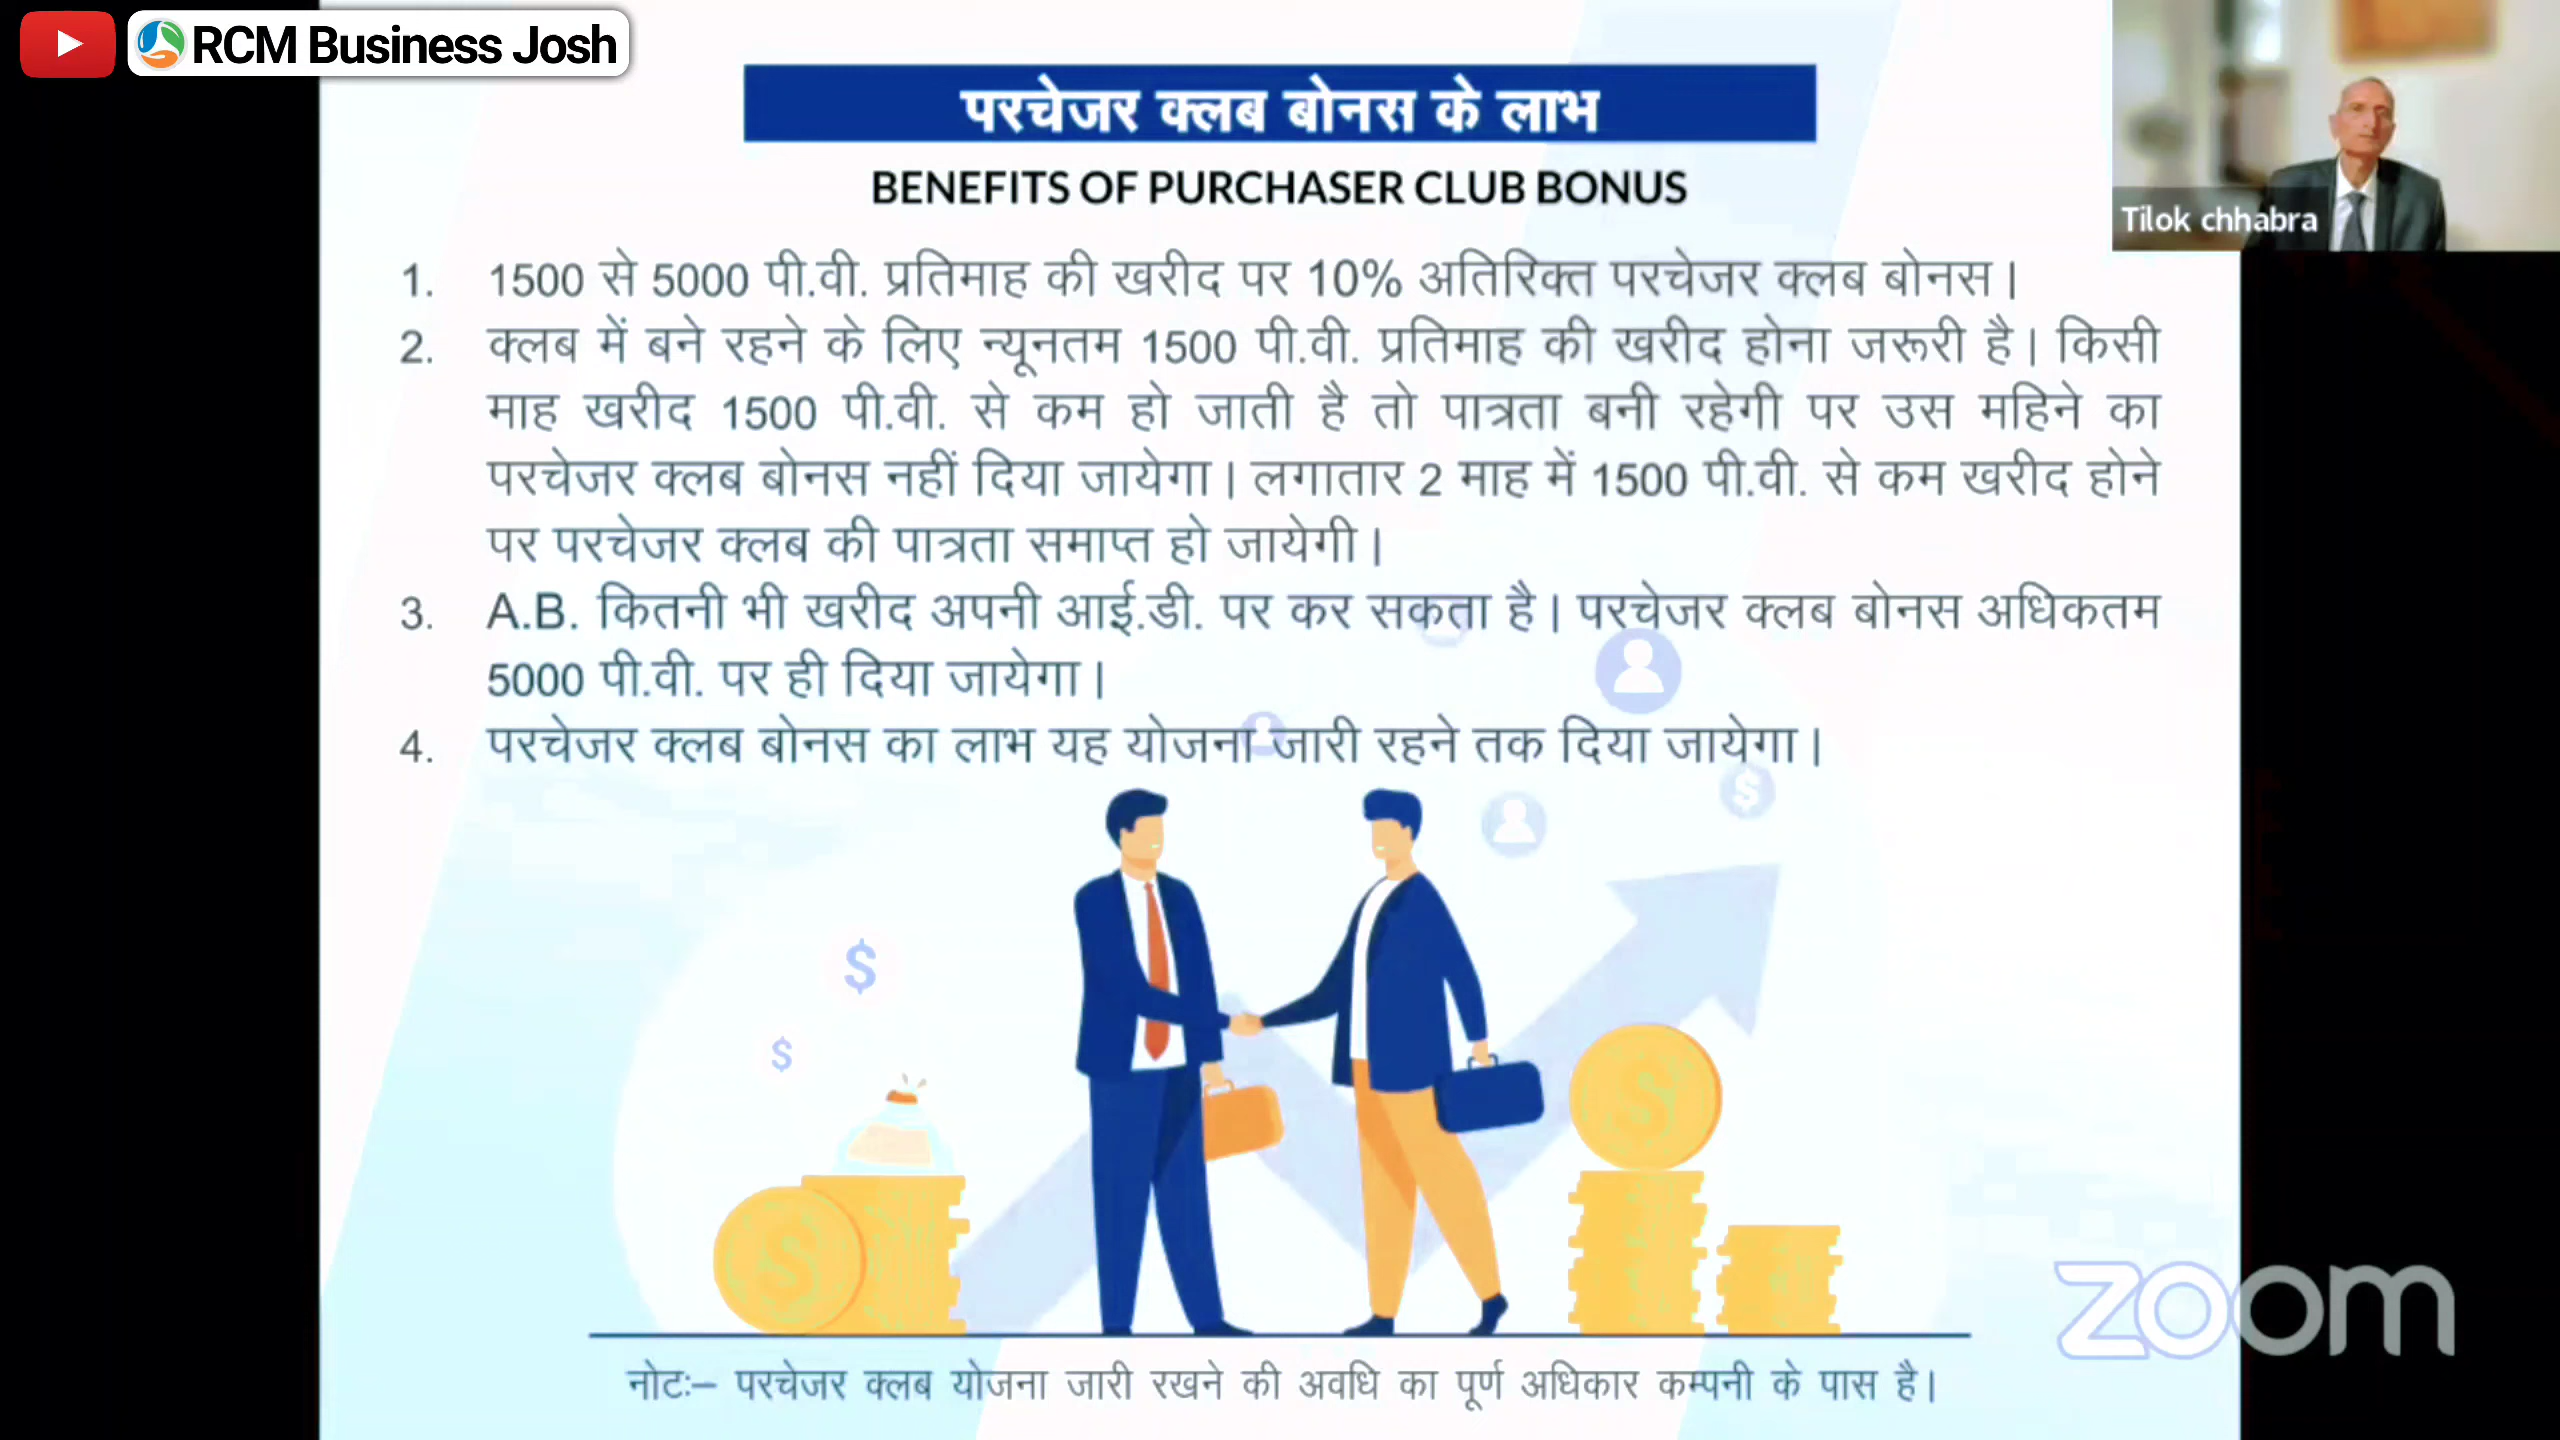 RCM Business Josh
परचेजर क्लब बोनस के लाभ
BENEFITS OF PURCHASER CLUB BONUS
Tilok chhabra
1. 1500 से 5000 पी.वी. प्रतिमाह की खरीद पर 10% अतिरिक्त परचेजर क्लब बोनस।
2. क्लब में बने रहने के लिए न्यूनतम 1500 पी.वी. प्रतिमाह की खरीद होना जरूरी है। किसी
माह खरीद 1500 पी.वी. से कम हो जाती है तो पात्रता बनी रहेगी पर उस महिने का
परचेजर क्लब बोनस नहीं दिया जायेगा। लगातार 2 माह में 1500 पी.वी. से कम खरीद होने
पर परचेजर क्लब की पात्रता समाप्त हो जायेगी।
3. A.B. कितनी भी खरीद अपनी आई.डी. पर कर सकता है। परचेजर क्लब बोनस अधिकतम
5000 पी.वी. पर ही दिया जायेगा।
4. परचेजर क्लब बोनस का लाभ यह योजना जारी रहने तक दिया जायेगा।
zoom
नोटः– परचेजर क्लब योजना जारी रखने की अवधि का पूर्ण अधिकार कम्पनी के पास है।